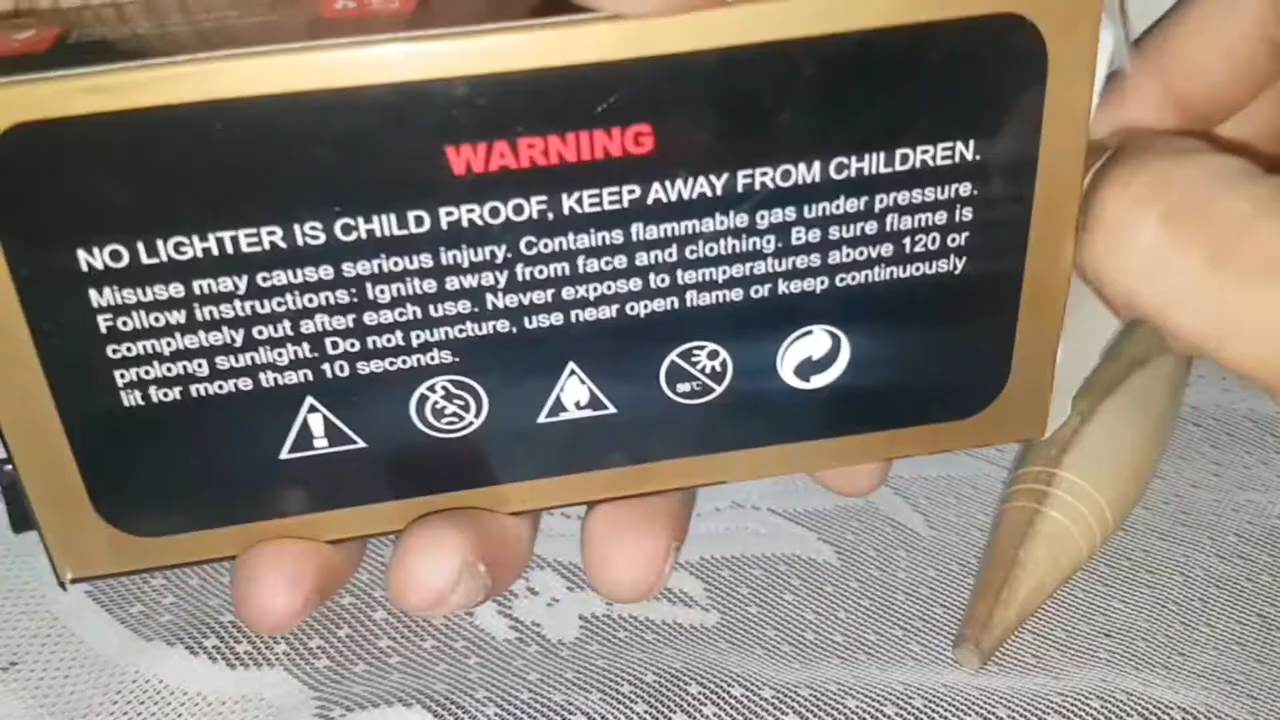 WARNING
NO LIGHTER IS CHILD PROOF, KEEP AWAY FROM CHILDREN.
Misuse may cause serious injury. Contains flammable gas under pressure.
Follow instructions: Ignite away from face and clothing. Be sure flame is
completely out after each use. Never expose to temperatures above 120 or
prolong sunlight. Do not puncture, use near open flame or keep continuously
lit for more than 10 seconds.